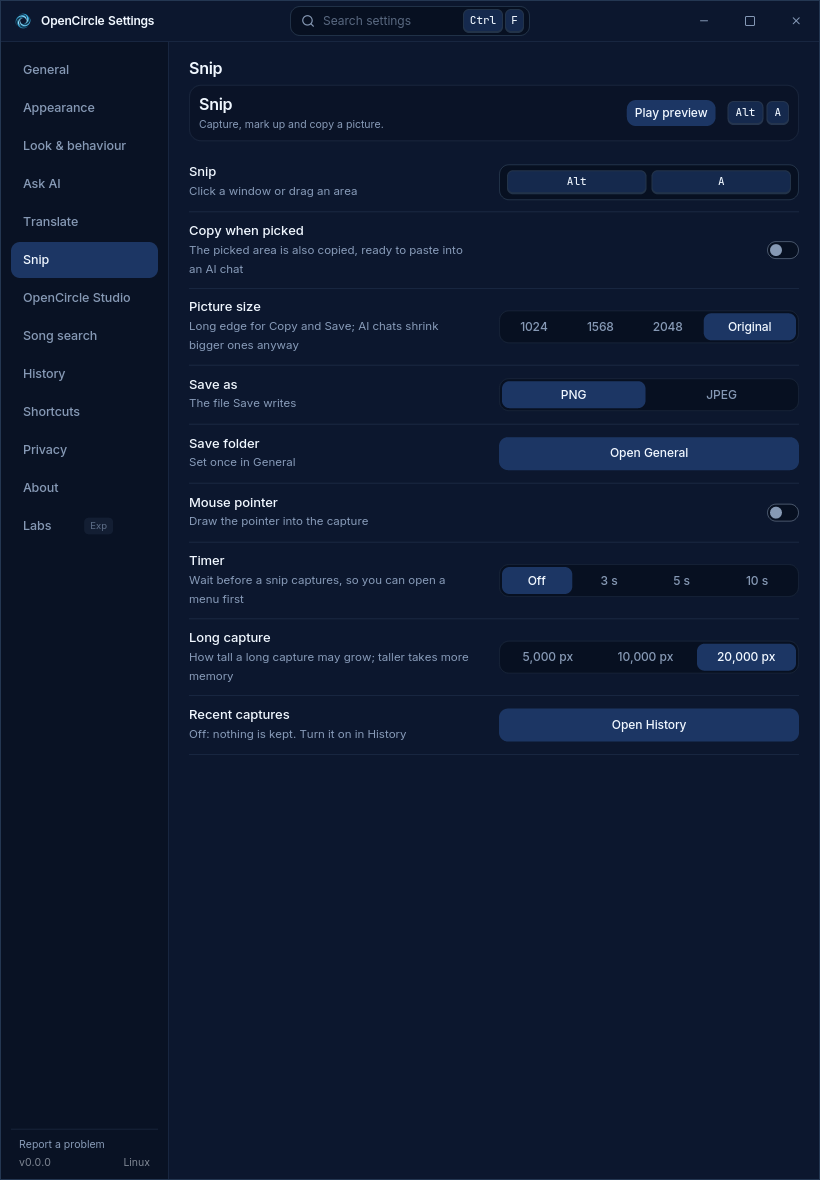 OpenCircle Settings
Search settings
Ctrl F
General
Appearance
Look & behaviour
Ask AI
Translate
Snip
OpenCircle Studio
Song search
History
Shortcuts
Privacy
About
Labs Exp
Report a problem
v0.0.0 Linux
Snip
Snip
Capture, mark up and copy a picture.
Play preview Alt A
Snip
Click a window or drag an area
Alt A
Copy when picked
The picked area is also copied, ready to paste into
an AI chat
Picture size
Long edge for Copy and Save; AI chats shrink
bigger ones anyway
1024 1568 2048 Original
Save as
The file Save writes
PNG JPEG
Save folder
Set once in General
Open General
Mouse pointer
Draw the pointer into the capture
Timer
Wait before a snip captures, so you can open a
menu first
Off 3 s 5 s 10 s
Long capture
How tall a long capture may grow; taller takes more
memory
5,000 px 10,000 px 20,000 px
Recent captures
Off: nothing is kept. Turn it on in History
Open History